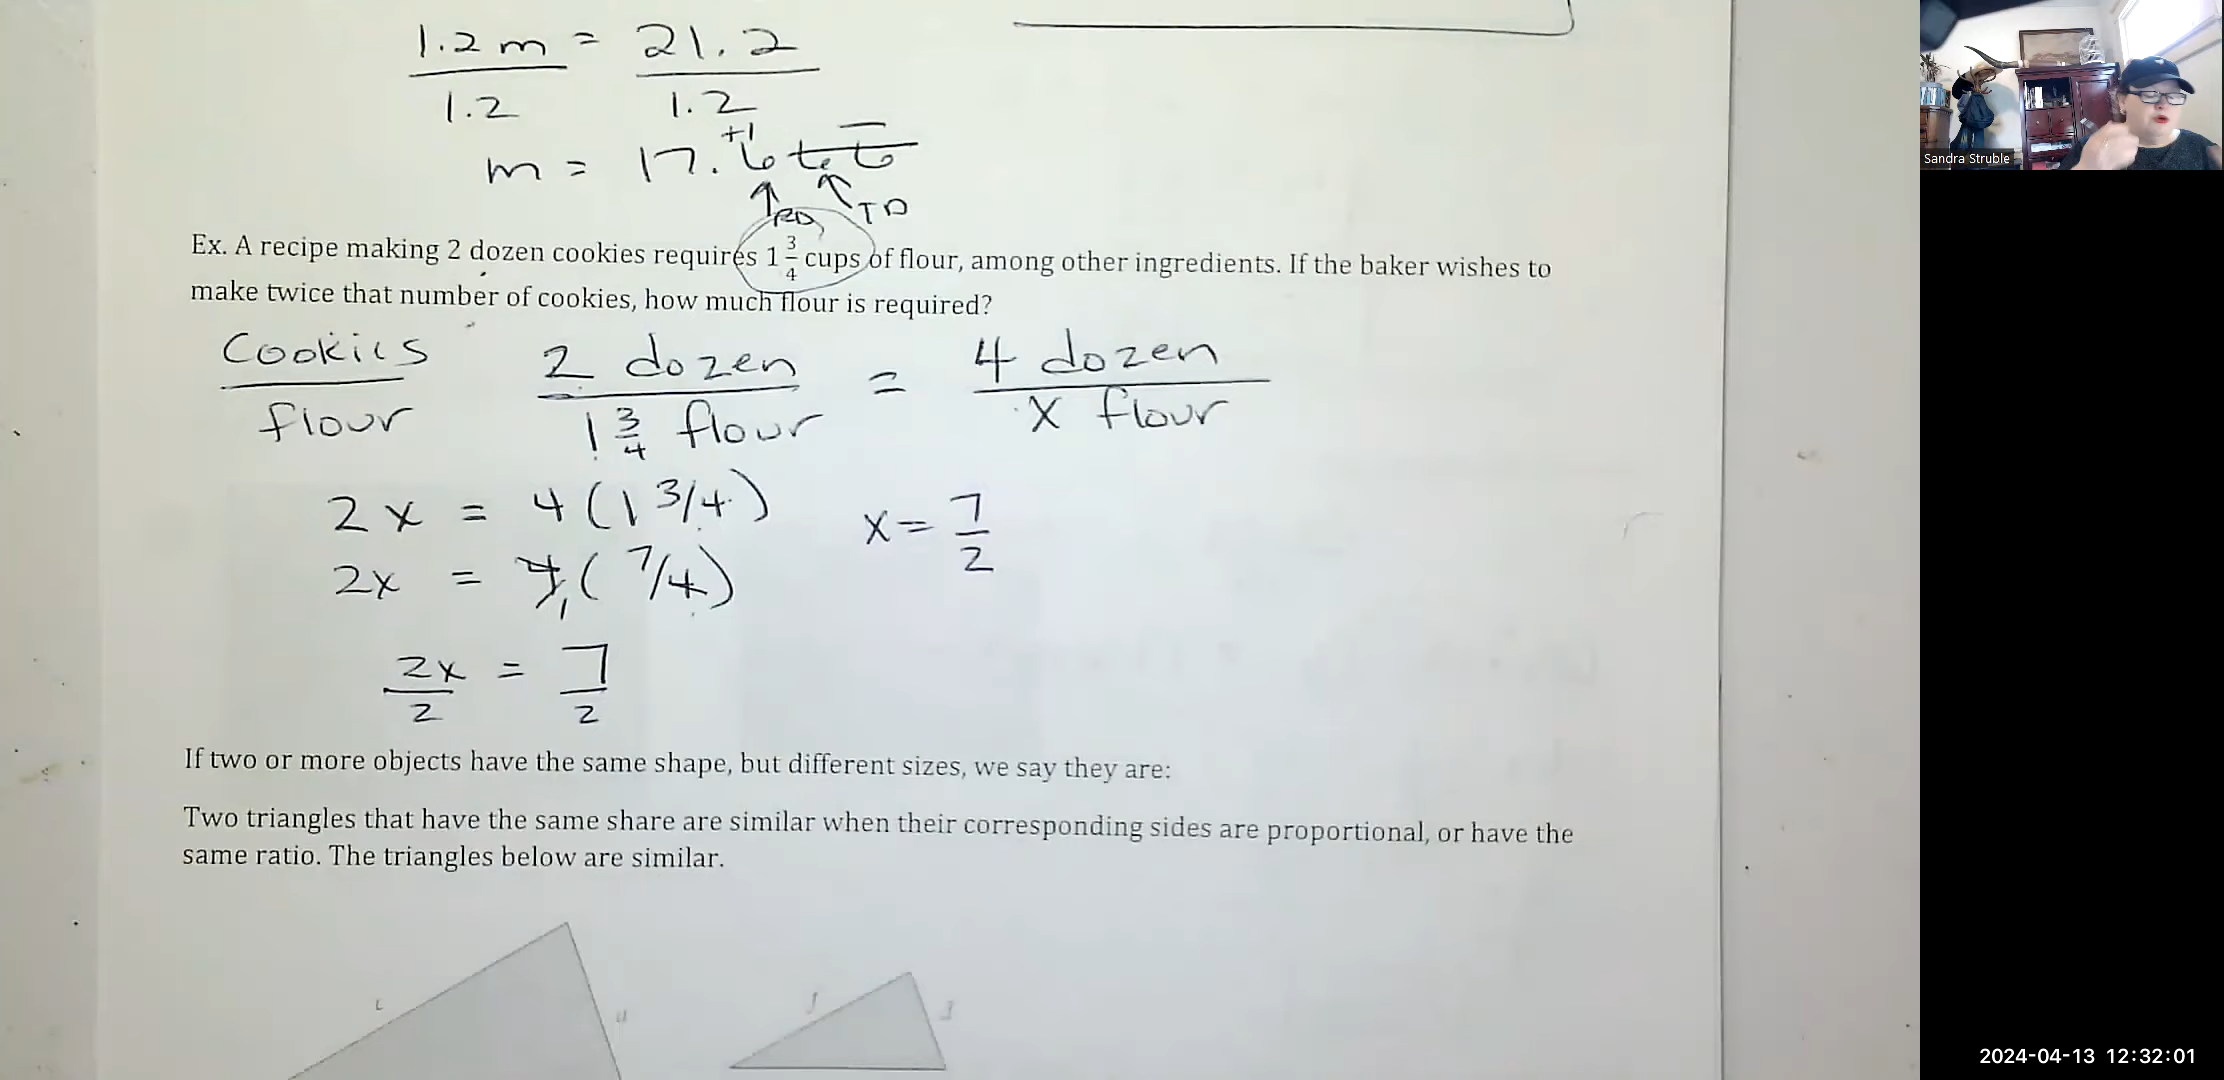 1.2 m = 21.2
1.2 1.2
+1
m = 17.6
RD TD
Ex. A recipe making 2 dozen cookies requires 1 3/4 cups of flour, among other ingredients. If the baker wishes to
make twice that number of cookies, how much flour is required?
Cookies 2 dozen = 4 dozen
flour 1 3/4 flour x flour
2x = 4(1 3/4) x = 7/2
2x = 4 1(7/4)
2x = 7
2 2
If two or more objects have the same shape, but different sizes, we say they are:
Two triangles that have the same share are similar when their corresponding sides are proportional, or have the
same ratio. The triangles below are similar.
Sandra Struble
2024-04-13 12:32:01